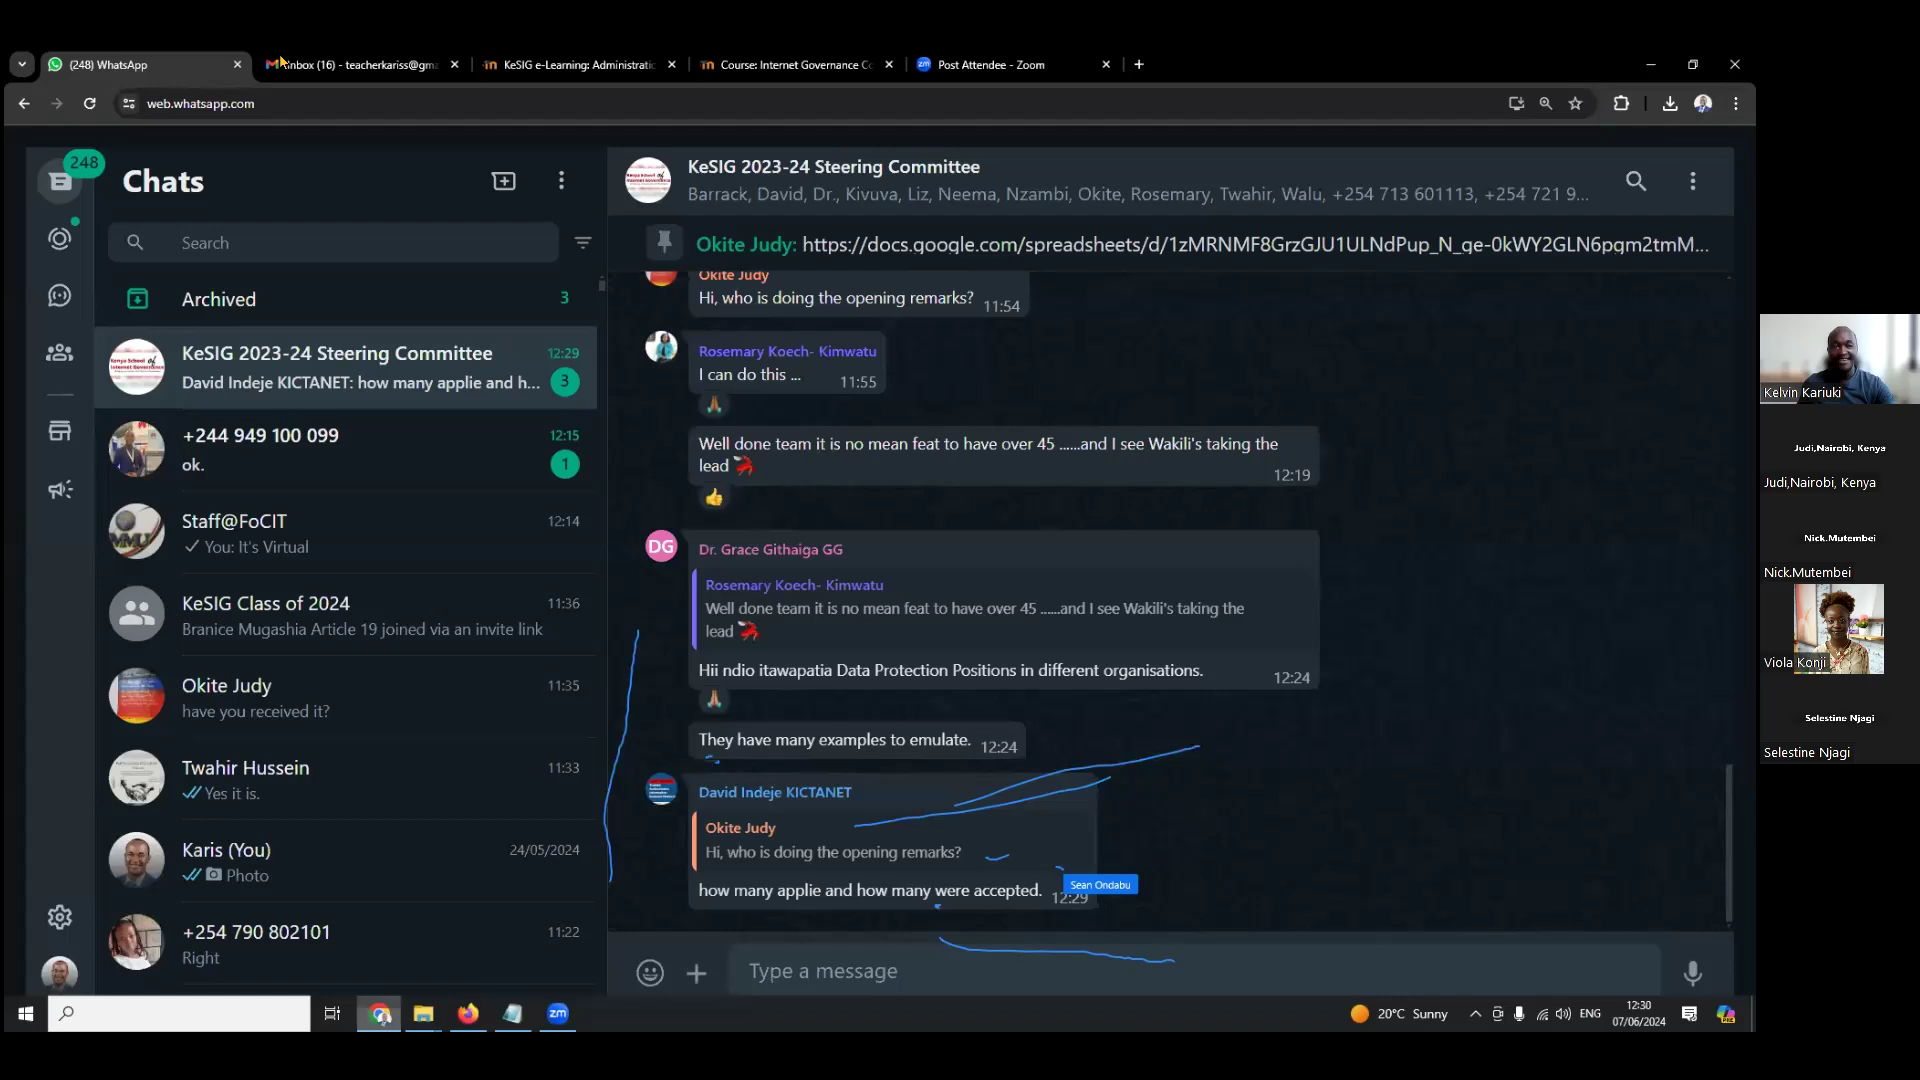 (248) WhatsApp
Inbox (16) - teacherkariss@gma
KeSIG e-Learning: Administratic
Course: Internet Governance Co
Post Attendee - Zoom
web.whatsapp.com
248
Chats
Search
Archived 3
KeSIG 2023-24 Steering Committee 12:29
David Indeje KICTANET: how many applie and h... 3
+244 949 100 099 12:15
ok. 1
Staff@FoCIT 12:14
You: It's Virtual
KeSIG Class of 2024 11:36
Branice Mugashia Article 19 joined via an invite link
Okite Judy 11:35
have you received it?
Twahir Hussein 11:33
Yes it is.
Karis (You) 24/05/2024
Photo
+254 790 802101 11:22
Right
KeSIG 2023-24 Steering Committee
Barrack, David, Dr., Kivuva, Liz, Neema, Nzambi, Okite, Rosemary, Twahir, Walu, +254 713 601113, +254 721 9...
Okite Judy: https://docs.google.com/spreadsheets/d/1zMRNMF8GrzGJU1ULNdPup_N_ge-0kWY2GLN6pqm2tmM...
Okite Judy
Hi, who is doing the opening remarks? 11:54
Rosemary Koech- Kimwatu
I can do this ... 11:55
Well done team it is no mean feat to have over 45 ......and I see Wakili's taking the
lead 12:19
DG
Dr. Grace Githaiga GG
Rosemary Koech- Kimwatu
Well done team it is no mean feat to have over 45 ......and I see Wakili's taking the
lead
Hii ndio itawapatia Data Protection Positions in different organisations. 12:24
They have many examples to emulate. 12:24
David Indeje KICTANET
Okite Judy
Hi, who is doing the opening remarks?
how many applie and how many were accepted. 12:29
Sean Ondabu
Type a message
Kelvin Kariuki
Judi,Nairobi, Kenya
Judi,Nairobi, Kenya
Nick.Mutembei
Nick.Mutembei
Viola Konji
Selestine Njagi
Selestine Njagi
zm
20°C Sunny
ENG
12:30
07/06/2024